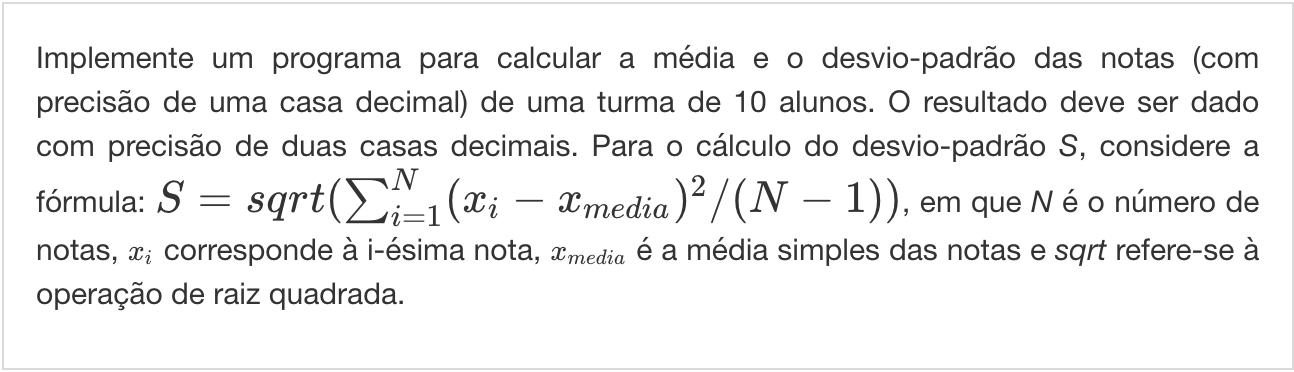 Implemente um programa para calcular a média e o desvio-padrão das notas (com
precisão de uma casa decimal) de uma turma de 10 alunos. O resultado deve ser dado
com precisão de duas casas decimais. Para o cálculo do desvio-padrão S, considere a
fórmula: S = sqrt(∑_{i=1}^{N}(x_i − x_{media})^2/(N − 1)), em que N é o número de
notas, x_i corresponde à i-ésima nota, x_{media} é a média simples das notas e sqrt refere-se à
operação de raiz quadrada.